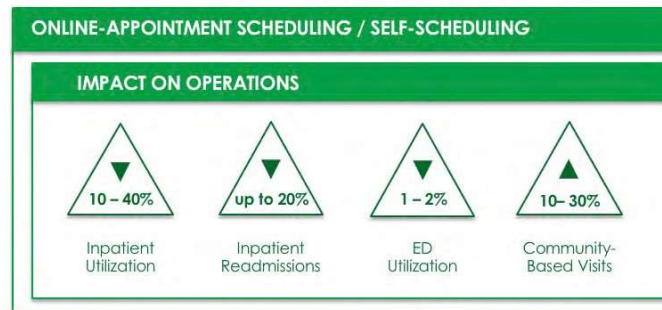 ONLINE-APPOINTMENT SCHEDULING / SELF-SCHEDULING
IMPACT ON OPERATIONS
10 – 40%
up to 20%
1 – 2%
10– 30%
Inpatient
Utilization
Inpatient
Readmissions
ED
Utilization
Community-
Based Visits